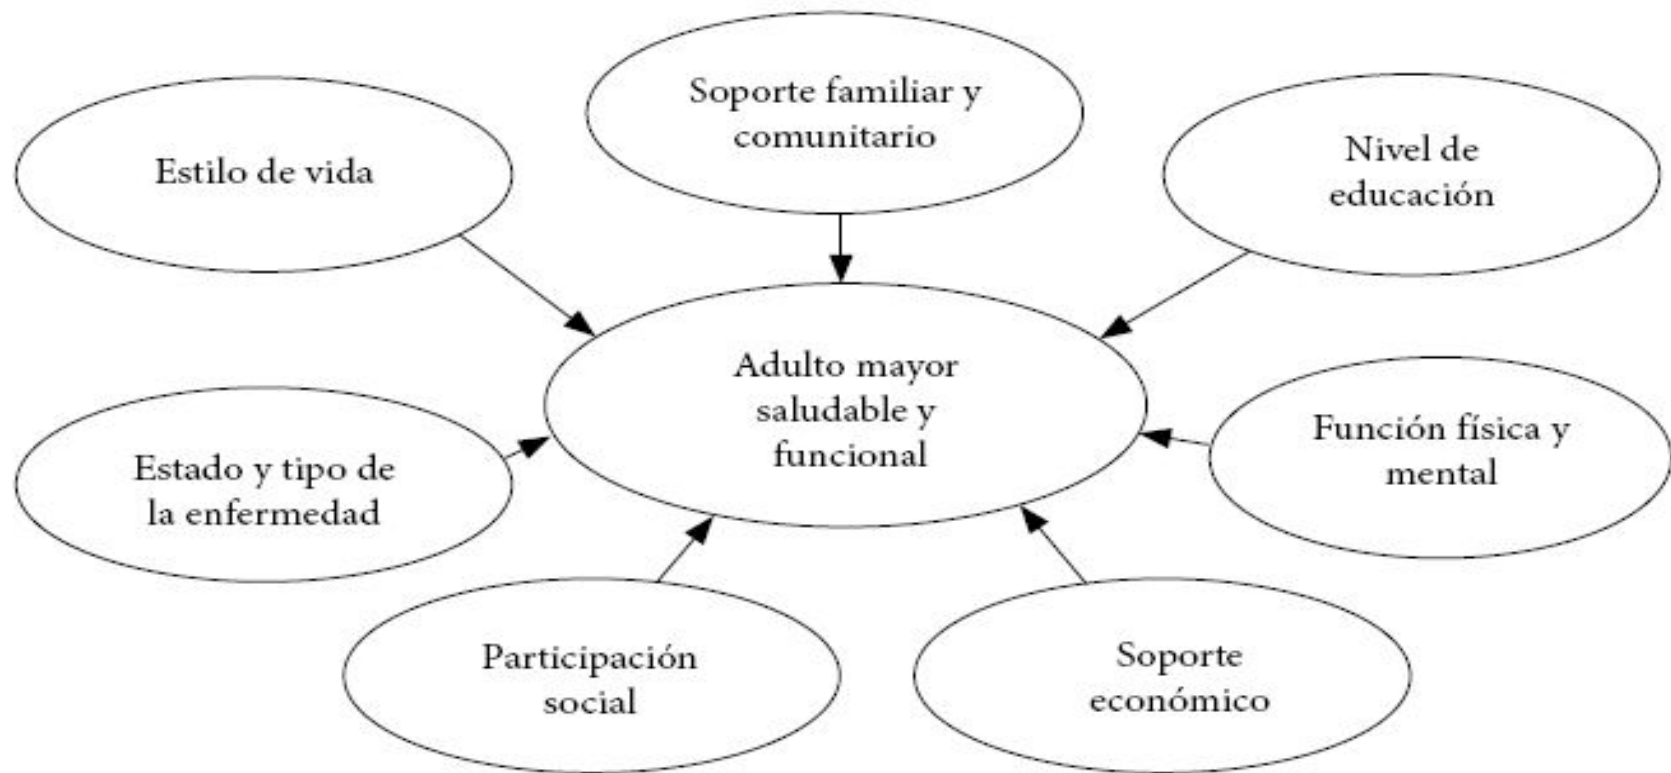 Soporte familiar y
comunitario
Estilo de vida
Nivel de
educación
Adulto mayor
saludable y
funcional
Función física y
mental
Estado y tipo de
la enfermedad
Participación
social
Soporte
económico